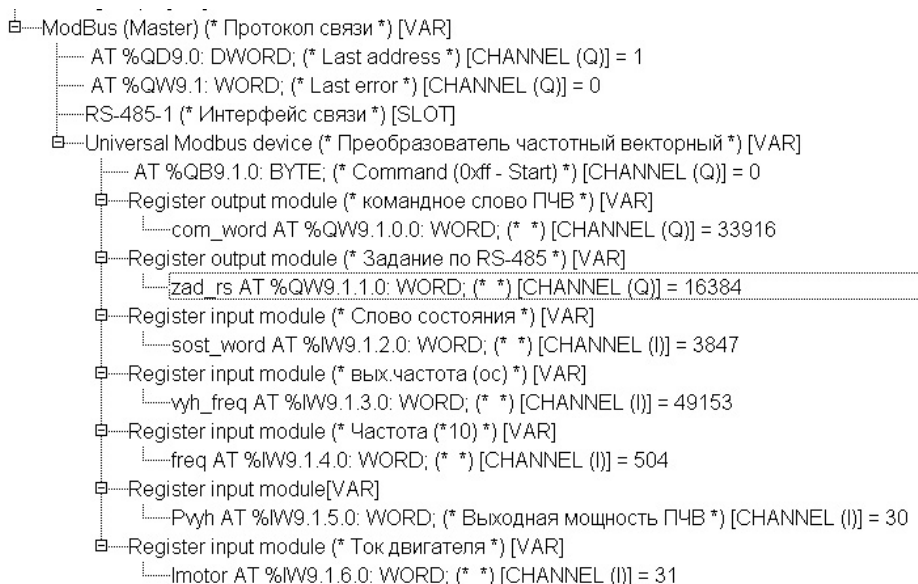 ModBus (Master) (* Протокол связи *) [VAR]
AT %QD9.0: DWORD; (* Last address *) [CHANNEL (Q)] = 1
AT %QW9.1: WORD; (* Last error *) [CHANNEL (Q)] = 0
RS-485-1 (* Интерфейс связи *) [SLOT]
Universal Modbus device (* Преобразователь частотный векторный *) [VAR]
AT %QB9.1.0: BYTE; (* Command (0xff - Start) *) [CHANNEL (Q)] = 0
Register output module (* командное слово ПЧВ *) [VAR]
com_word AT %QW9.1.0.0: WORD; (* *) [CHANNEL (Q)] = 33916
Register output module (* Задание по RS-485 *) [VAR]
zad_rs AT %QW9.1.1.0: WORD; (* *) [CHANNEL (Q)] = 16384
Register input module (* Слово состояния *) [VAR]
sost_word AT %IW9.1.2.0: WORD; (* *) [CHANNEL (I)] = 3847
Register input module (* вых.частота (ос) *) [VAR]
vyh_freq AT %IW9.1.3.0: WORD; (* *) [CHANNEL (I)] = 49153
Register input module (* Частота (*10) *) [VAR]
freq AT %IW9.1.4.0: WORD; (* *) [CHANNEL (I)] = 504
Register input module[VAR]
Pvyh AT %IW9.1.5.0: WORD; (* Выходная мощность ПЧВ *) [CHANNEL (I)] = 30
Register input module (* Ток двигателя *) [VAR]
Imotor AT %IW9.1.6.0: WORD; (* *) [CHANNEL (I)] = 31